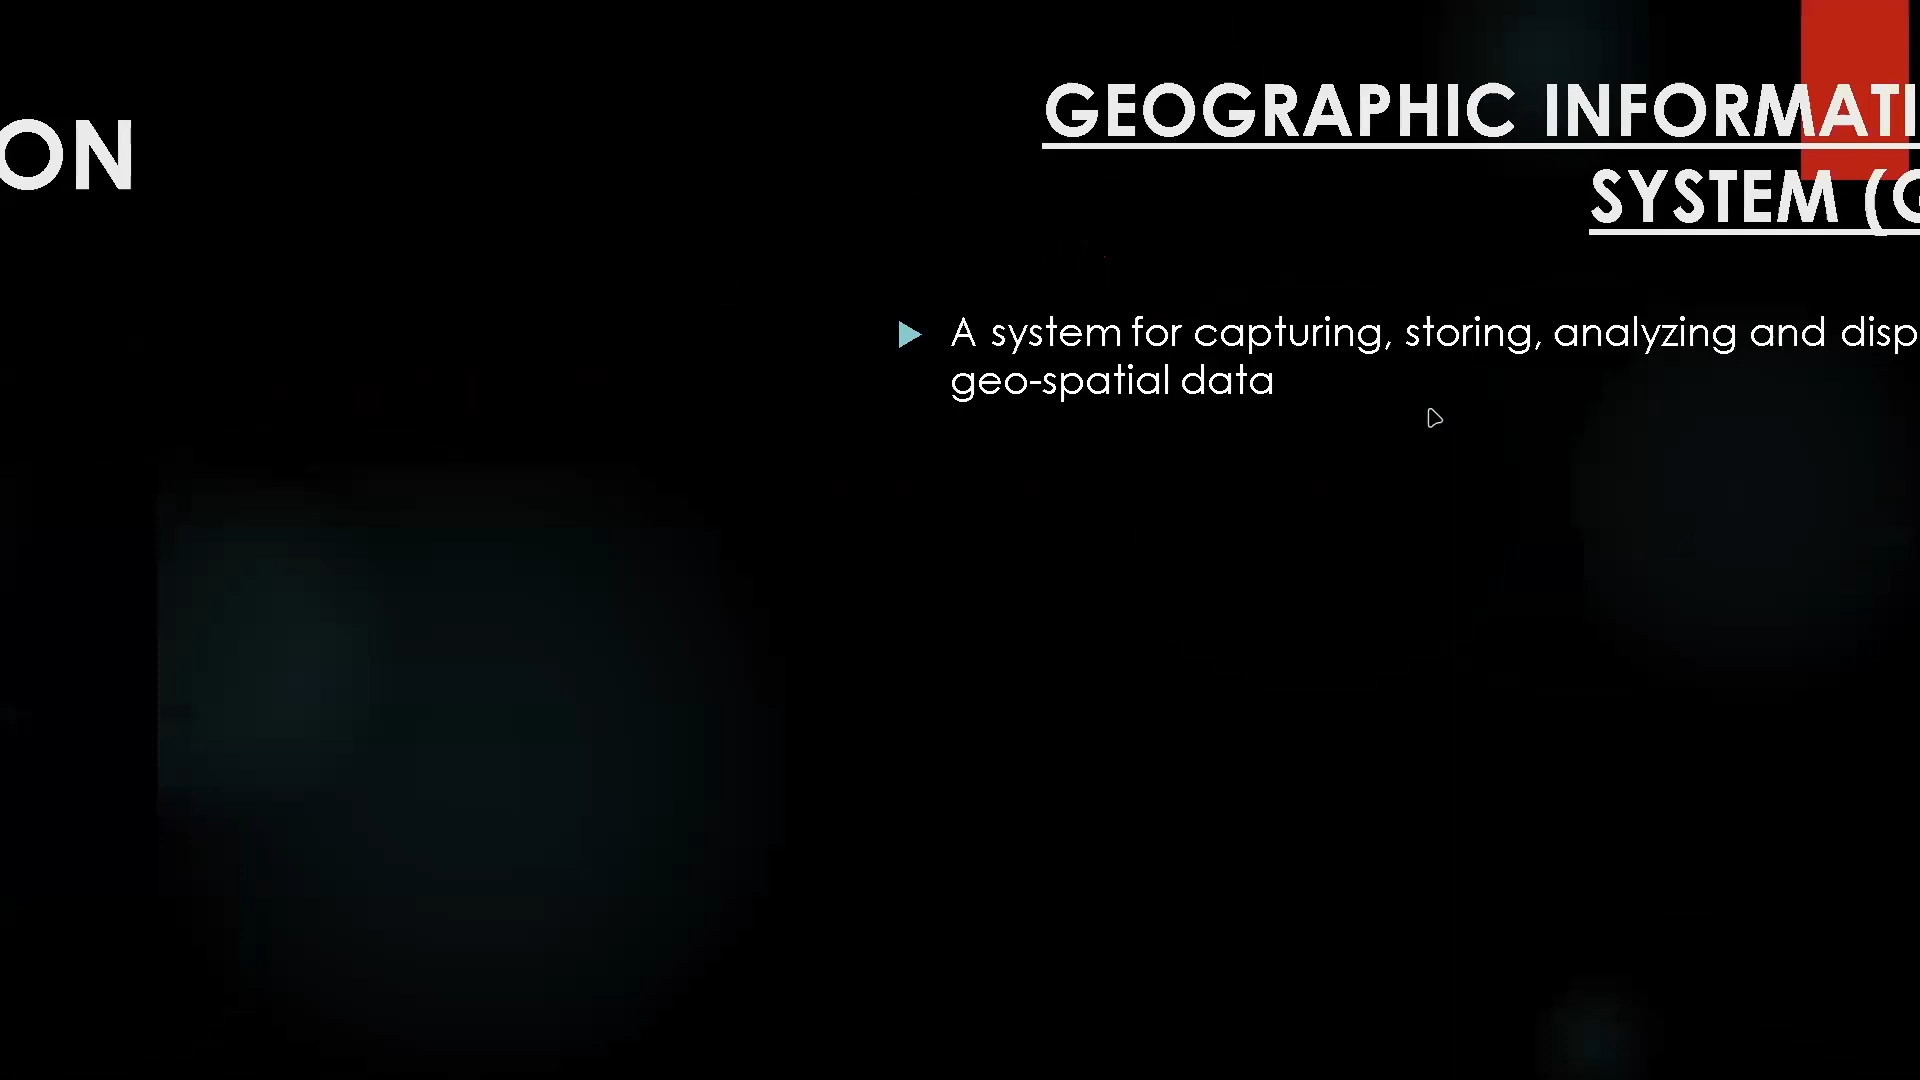 ON
GEOGRAPHIC INFORMATI
SYSTEM (G
A system for capturing, storing, analyzing and disp
geo-spatial data